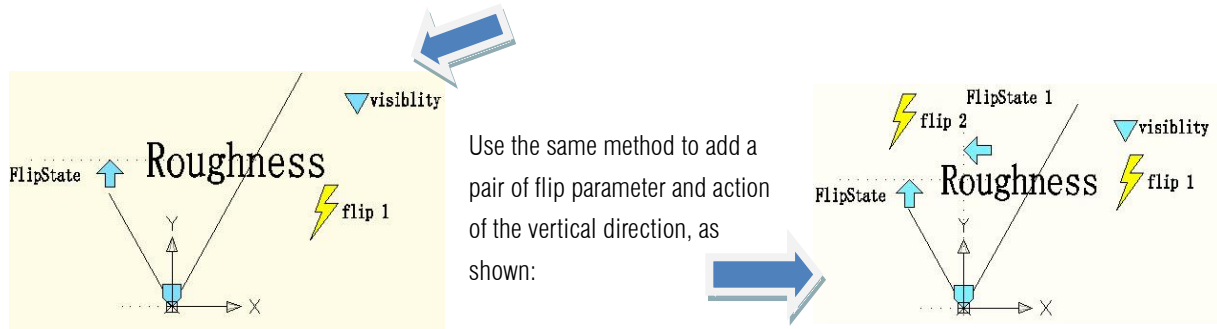 visiblity
Roughness
FlipState
flip 1
Y
X
Use the same method to add a
pair of flip parameter and action
of the vertical direction, as
shown:
FlipState 1
flip 2
visiblity
Roughness
flip 1
FlipState
Y
X